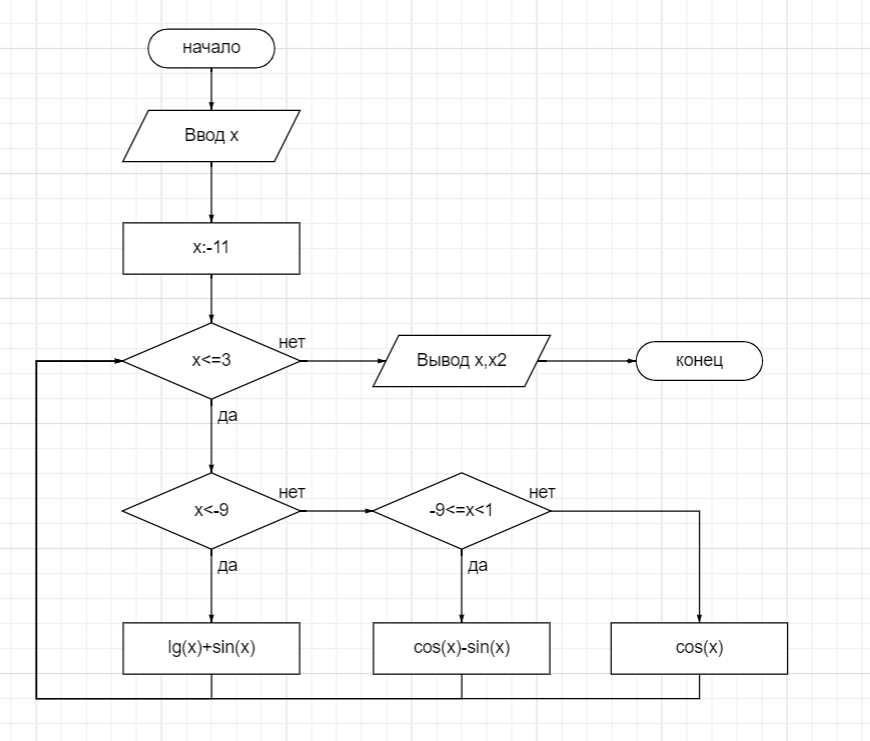 начало
Ввод x
x:-11
x<=3
нет
Вывод x,x2
конец
да
x<-9
нет
-9<=x<1
нет
да
да
lg(x)+sin(x)
cos(x)-sin(x)
cos(x)